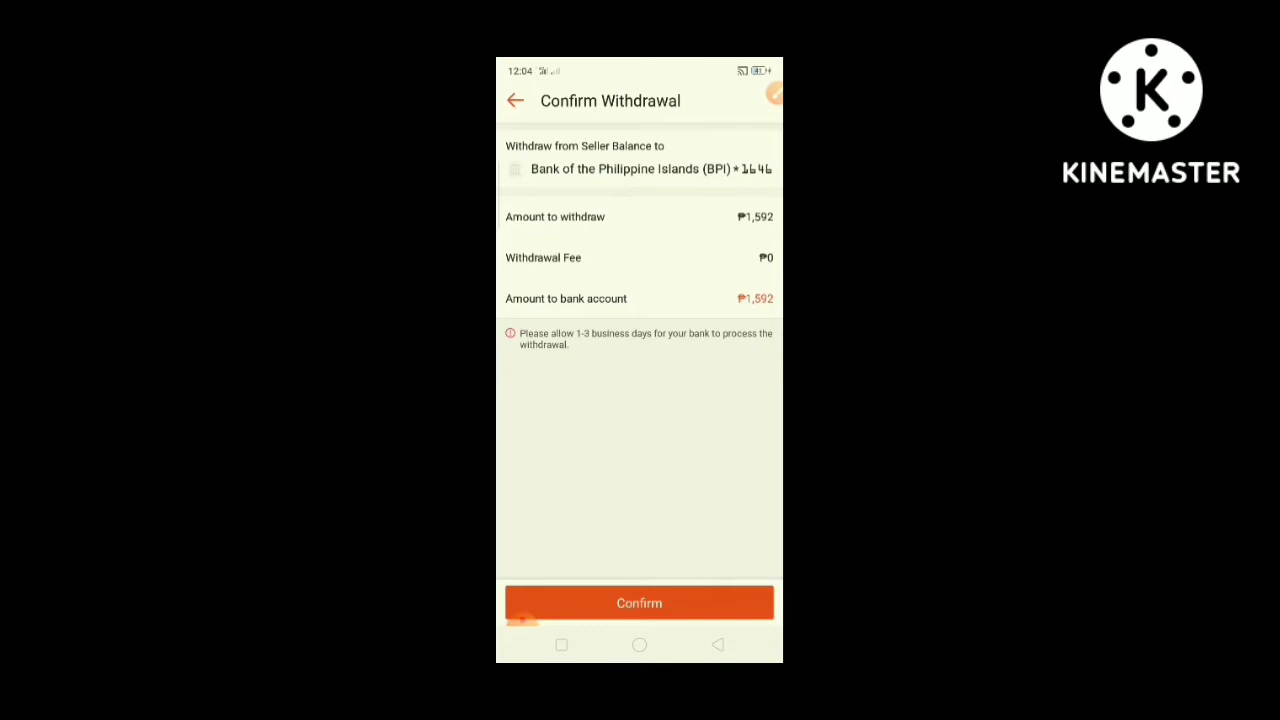 12:04
Confirm Withdrawal
Withdraw from Seller Balance to
Bank of the Philippine Islands (BPI) *1646
Amount to withdraw ₱1,592
Withdrawal Fee ₱0
Amount to bank account ₱1,592
Please allow 1-3 business days for your bank to process the
withdrawal.
Confirm
K
KINEMASTER